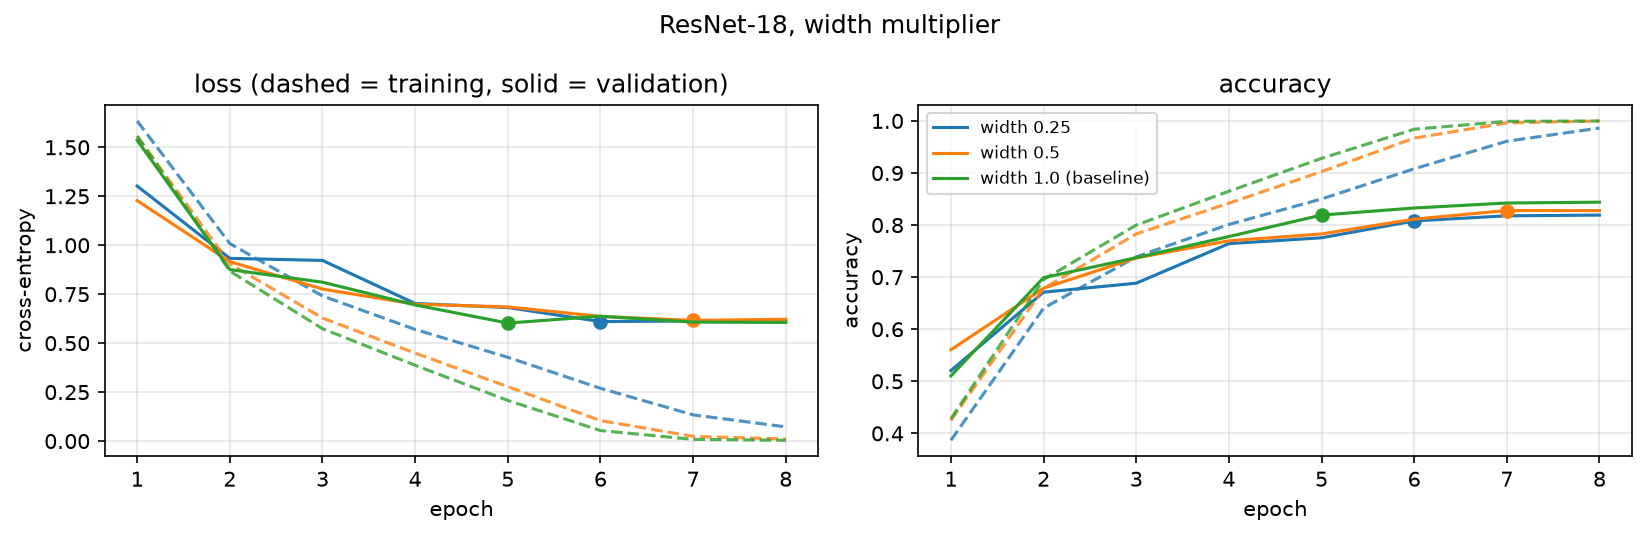 ResNet-18, width multiplier
loss (dashed = training, solid = validation)
cross-entropy
1.50
1.25
1.00
0.75
0.50
0.25
0.00
1 2 3 4 5 6 7 8
epoch
accuracy
accuracy
1.0
0.9
0.8
0.7
0.6
0.5
0.4
width 0.25
width 0.5
width 1.0 (baseline)
1 2 3 4 5 6 7 8
epoch